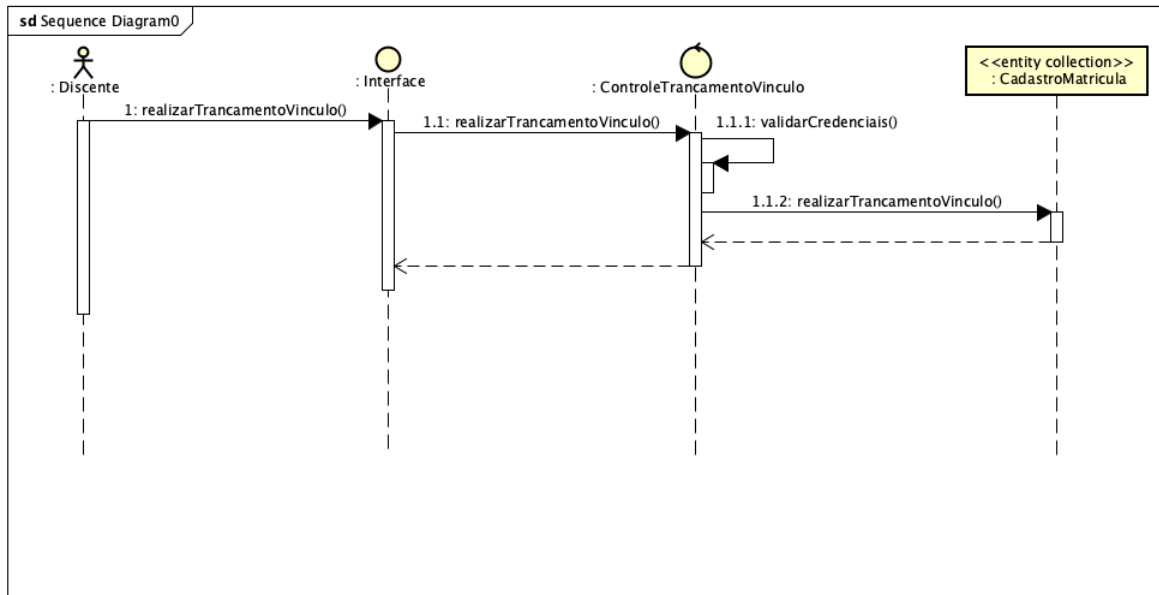 sd Sequence Diagram0
: Discente
: Interface
: ControleTrancamentoVinculo
<<entity collection>>
: CadastroMatricula
1: realizarTrancamentoVinculo()
1.1: realizarTrancamentoVinculo()
1.1.1: validarCredenciais()
1.1.2: realizarTrancamentoVinculo()